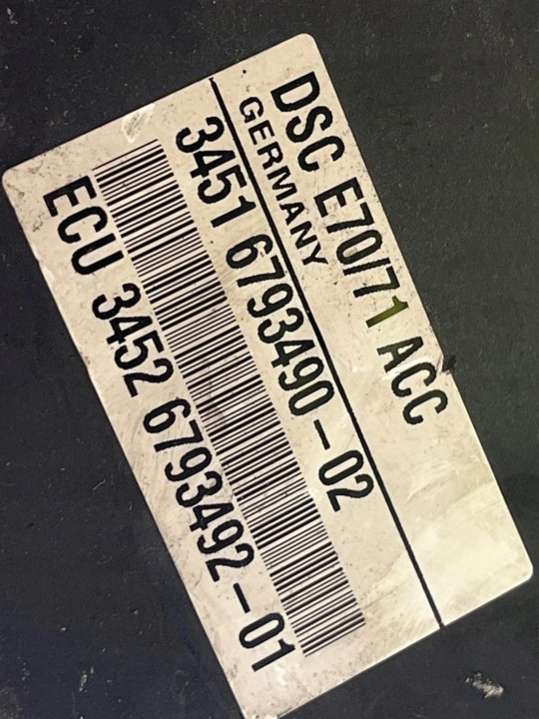 DSC E70/71 ACC
GERMANY
3451 6793490-02
ECU 3452 6793492-01